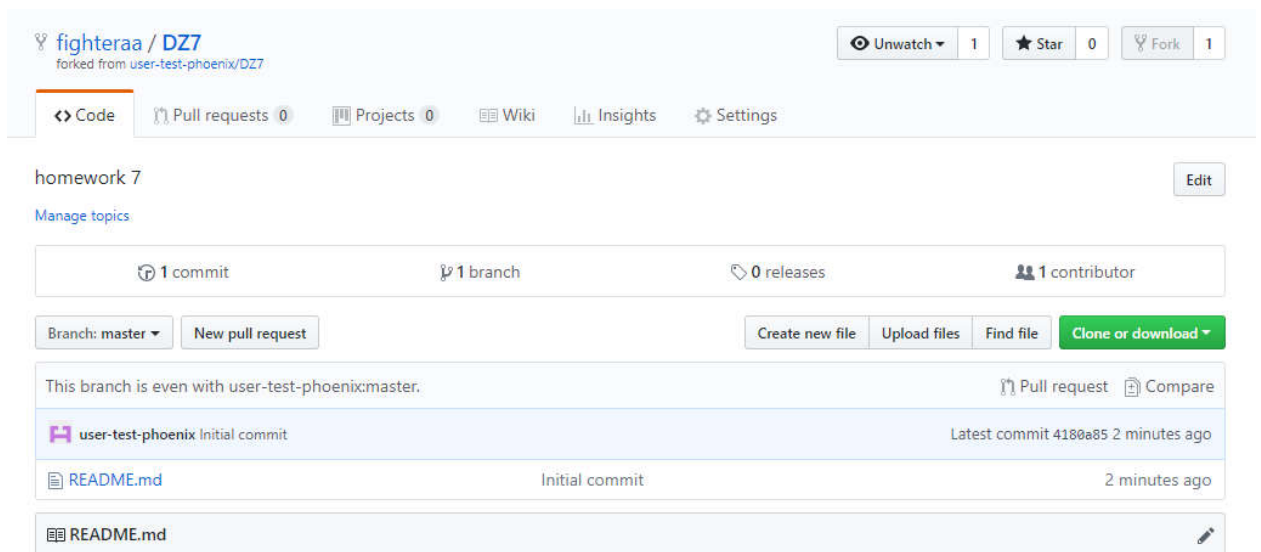 fighteraa / DZ7
Unwatch 1 Star 0 Fork 1
forked from user-test-phoenix/DZ7
Code Pull requests 0 Projects 0 Wiki Insights Settings
homework 7
Edit
Manage topics
1 commit 1 branch 0 releases 1 contributor
Branch: master New pull request Create new file Upload files Find file Clone or download
This branch is even with user-test-phoenix:master. Pull request Compare
user-test-phoenix Initial commit Latest commit 4180a85 2 minutes ago
README.md Initial commit 2 minutes ago
README.md